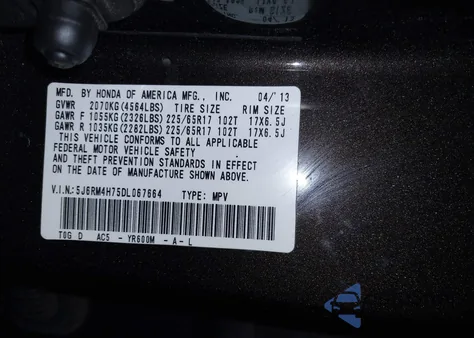 MFD. BY HONDA OF AMERICA MFG., INC. 04/13
GVWR 2070KG(4564LBS) TIRE SIZE RIM SIZE
GAWR F 1055KG(2326LBS) 225/65R17 102T 17X6.5J
GAWR R 1035KG(2282LBS) 225/65R17 102T 17X6.5J
THIS VEHICLE CONFORMS TO ALL APPLICABLE
FEDERAL MOTOR VEHICLE SAFETY
AND THEFT PREVENTION STANDARDS IN EFFECT
ON THE DATE OF MANUFACTURE SHOWN ABOVE.
V.I.N.:5J6RM4H75DL067664 TYPE: MPV
T0G D AC5 - YR600M - A - L